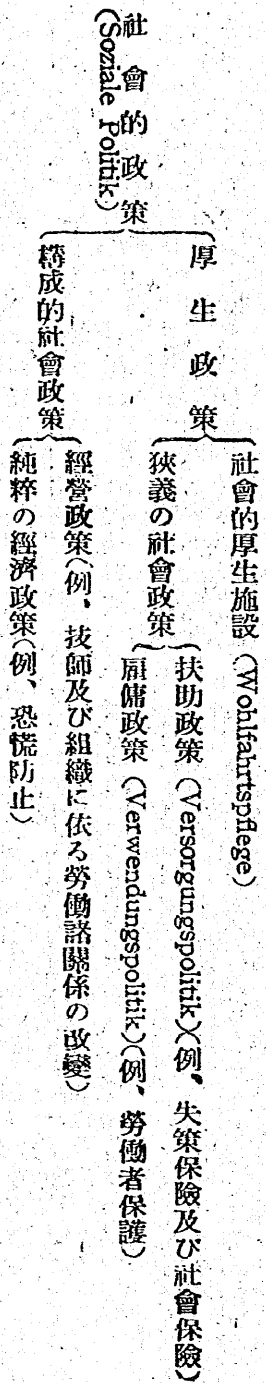 社會的政策
(Soziale Politik)
厚生政策
社會的厚生施設 (Wohlfahrtspflege)
狹義の社會政策
扶助政策 (Versorgungspolitik)(例、失策保險及び社會保險)
雇傭政策 (Verwendungspolitik)(例、勞働者保護)
構成的社會政策
經營政策(例、技師及び組織に依る勞働諸關係の改變)
純粹の經濟政策(例、恐慌防止)